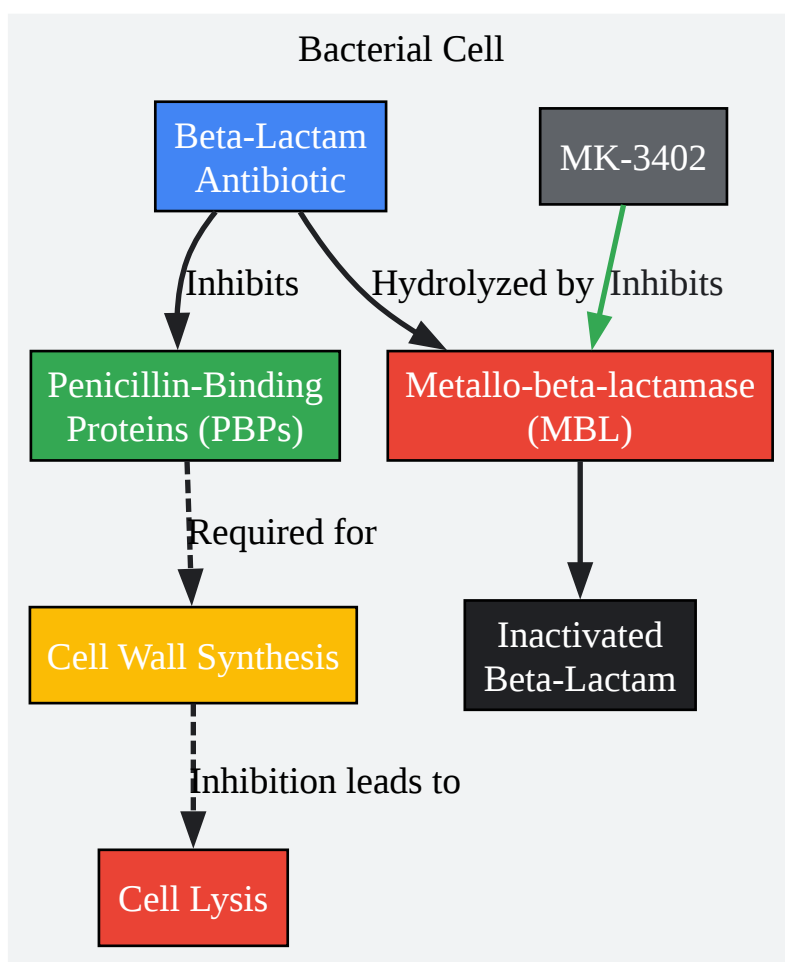 Bacterial Cell
Beta-Lactam
Antibiotic
MK-3402
Inhibits
Hydrolyzed by
Inhibits
Penicillin-Binding
Proteins (PBPs)
Metallo-beta-lactamase
(MBL)
Required for
Cell Wall Synthesis
Inactivated
Beta-Lactam
Inhibition leads to
Cell Lysis